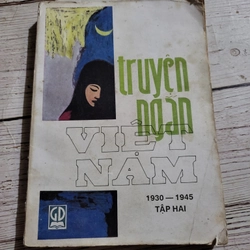 truyện
ngắn
VIỆT
NAM
1930 — 1945
TẬP HAI
GD